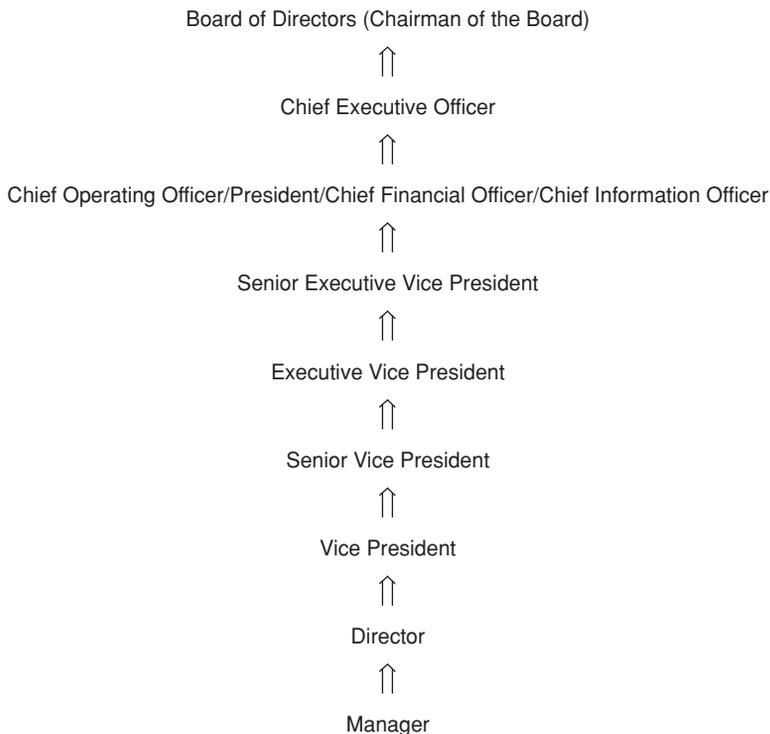 Board of Directors (Chairman of the Board)
⇑
Chief Executive Officer
⇑
Chief Operating Officer/President/Chief Financial Officer/Chief Information Officer
⇑
Senior Executive Vice President
⇑
Executive Vice President
⇑
Senior Vice President
⇑
Vice President
⇑
Director
⇑
Manager